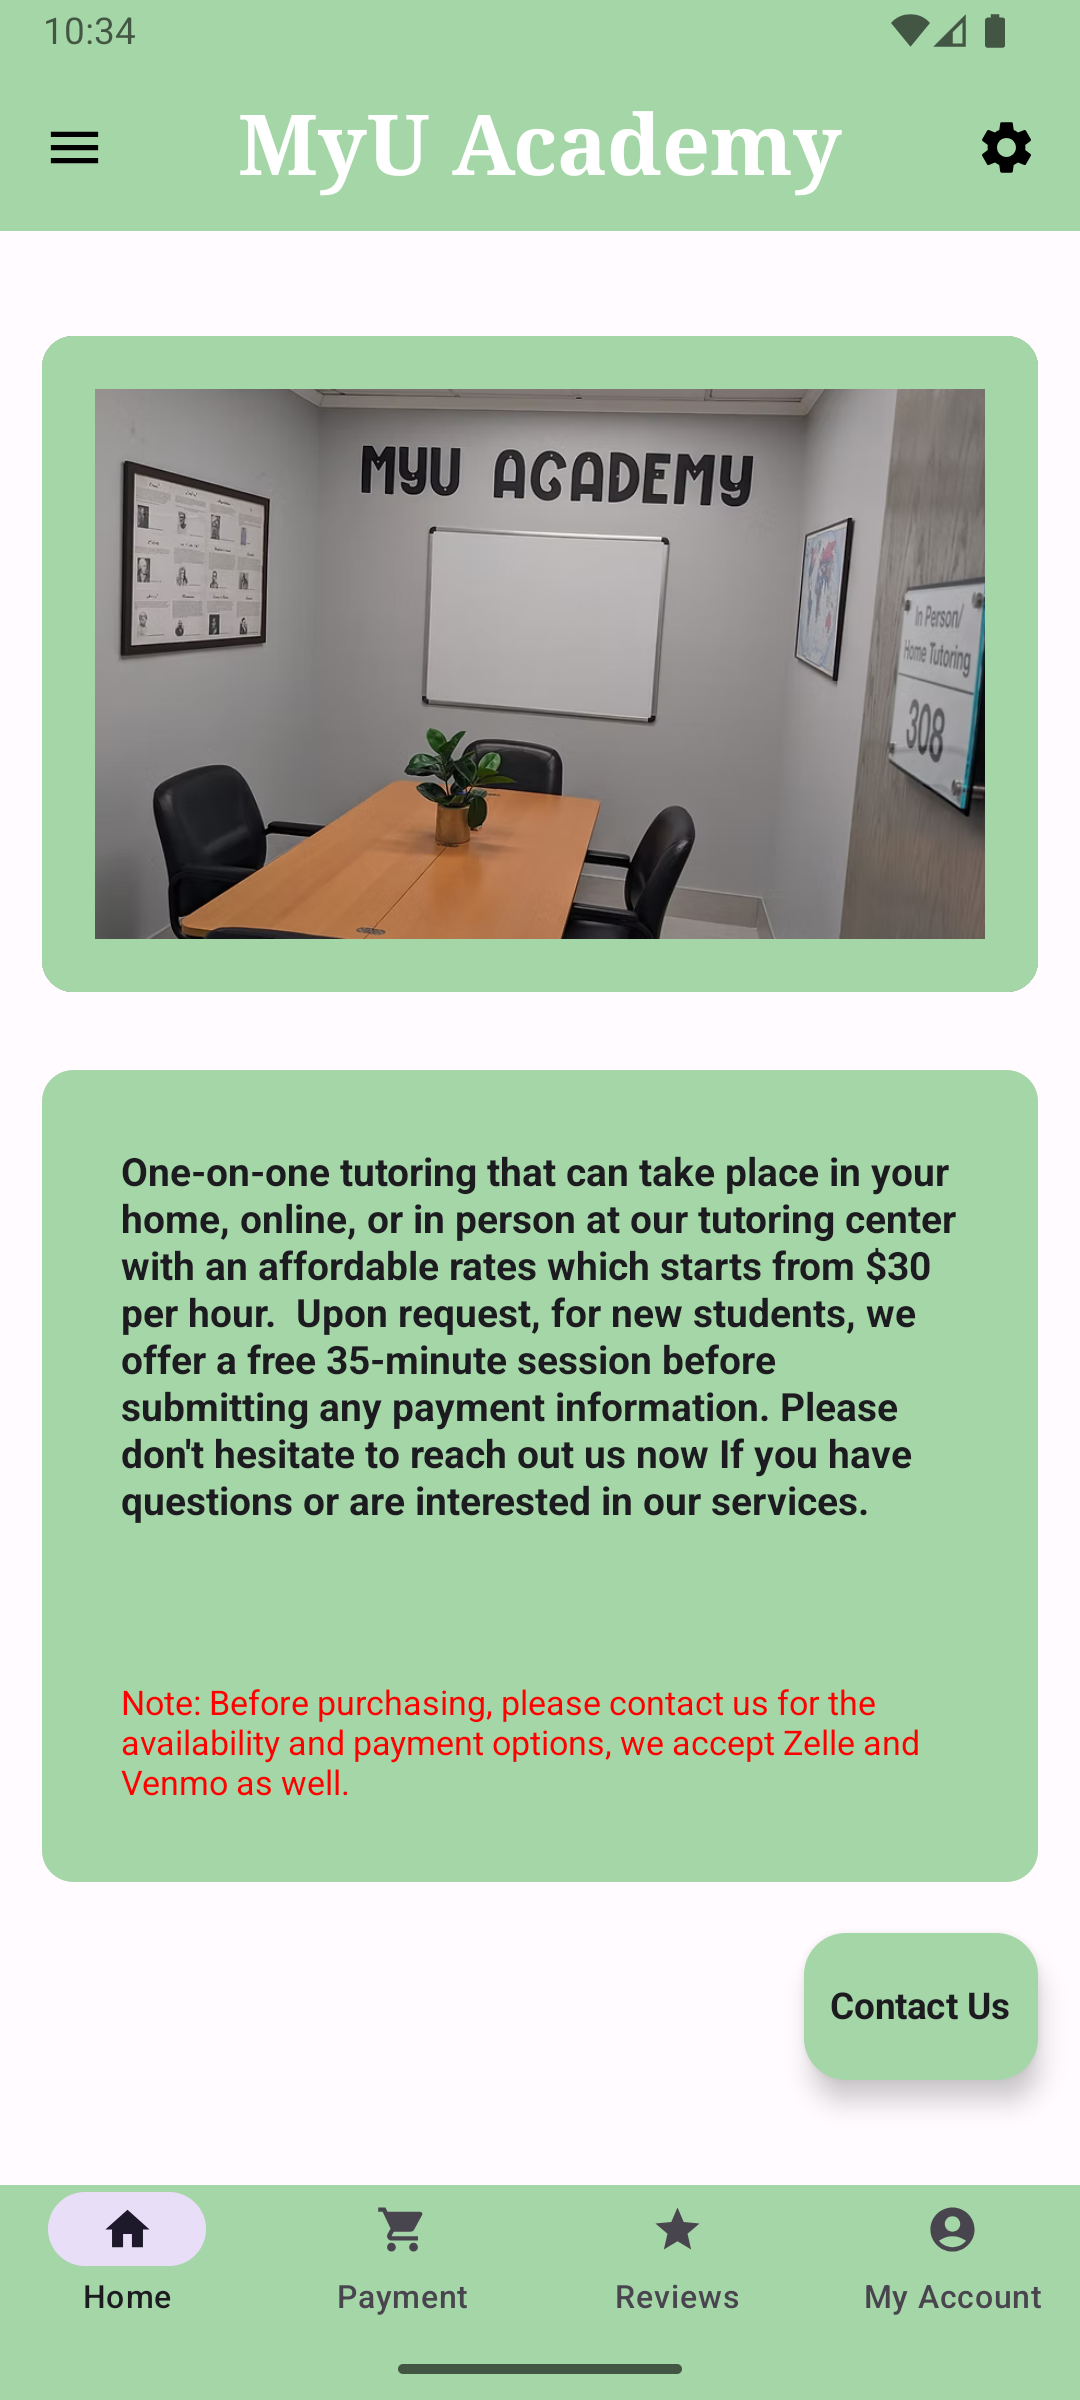 10:34
MyU Academy
MYU ACADEMY
In Person/
Home Tutoring
308
One-on-one tutoring that can take place in your
home, online, or in person at our tutoring center
with an affordable rates which starts from $30
per hour.  Upon request, for new students, we
offer a free 35-minute session before
submitting any payment information. Please
don't hesitate to reach out us now If you have
questions or are interested in our services.
Note: Before purchasing, please contact us for the
availability and payment options, we accept Zelle and
Venmo as well.
Contact Us
Home
Payment
Reviews
My Account